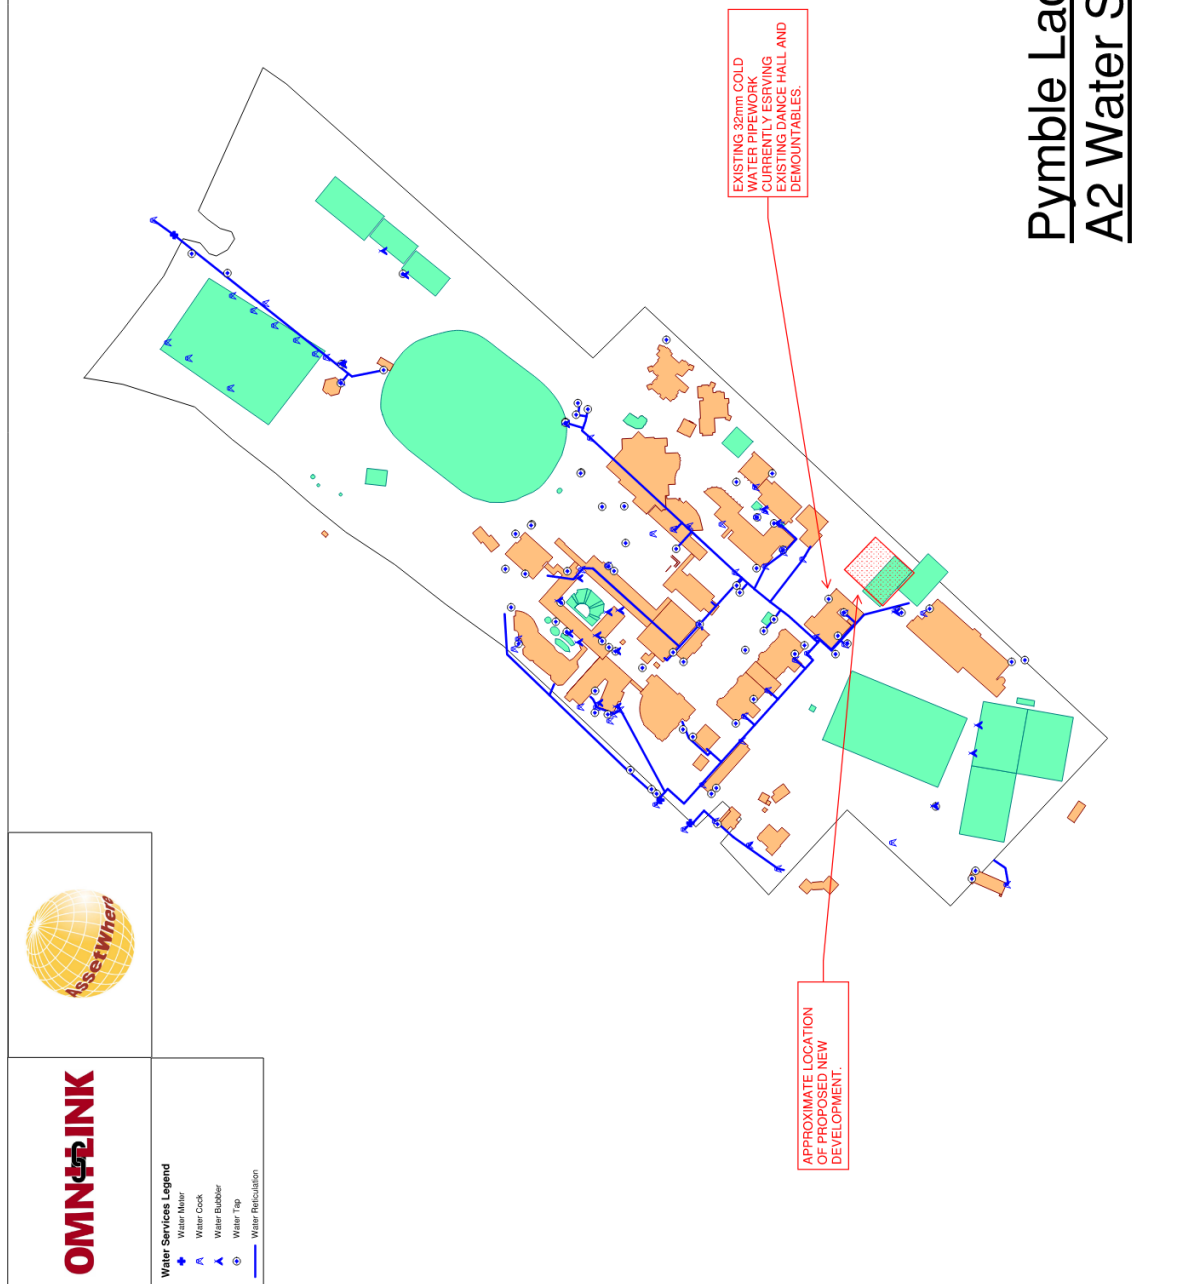 Pymble Lad
A2 Water S
EXISTING 32mm COLD
WATER PIPEWORK
CURRENTLY ESRVING
EXISTING DANCE HALL AND
DEMOUNTABLES.
APPROXIMATE LOCATION
OF PROPOSED NEW
DEVELOPMENT.
AssetWhere
OMNILINK
Water Services Legend
Water Meter
Water Cock
Water Bubbler
Water Tap
Water Reticulation